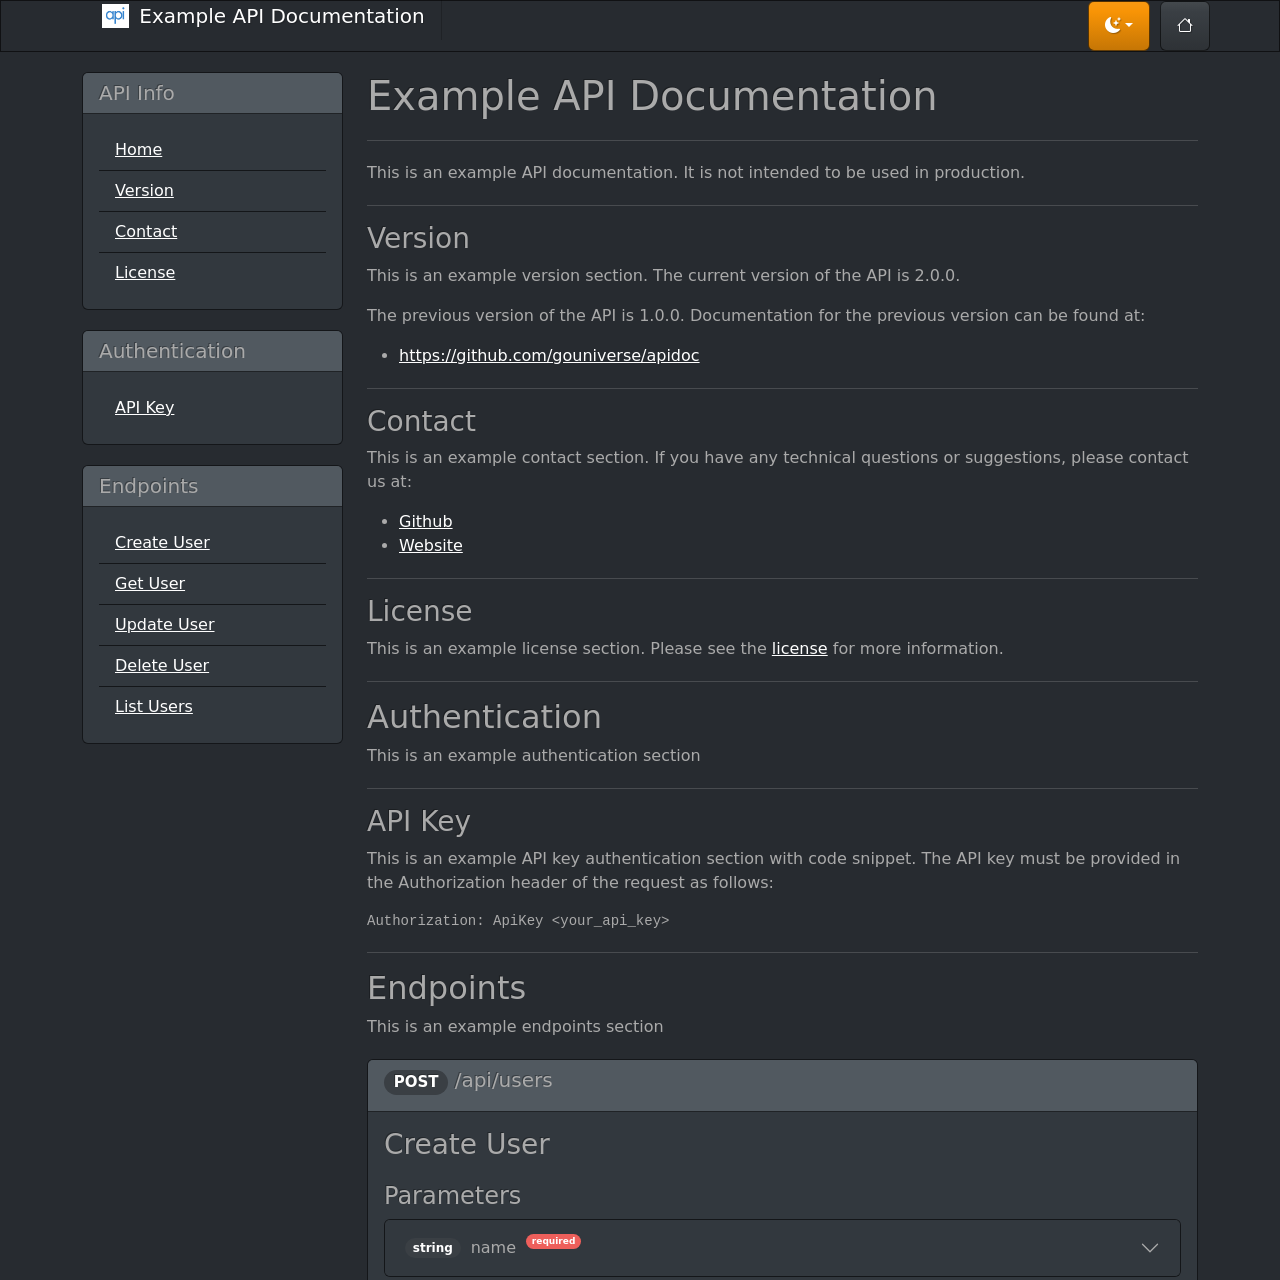 api Example API Documentation
API Info
Home
Version
Contact
License
Authentication
API Key
Endpoints
Create User
Get User
Update User
Delete User
List Users
Example API Documentation
This is an example API documentation. It is not intended to be used in production.
Version
This is an example version section. The current version of the API is 2.0.0.
The previous version of the API is 1.0.0. Documentation for the previous version can be found at:
https://github.com/gouniverse/apidoc
Contact
This is an example contact section. If you have any technical questions or suggestions, please contact
us at:
Github
Website
License
This is an example license section. Please see the license for more information.
Authentication
This is an example authentication section
API Key
This is an example API key authentication section with code snippet. The API key must be provided in
the Authorization header of the request as follows:
Authorization: ApiKey <your_api_key>
Endpoints
This is an example endpoints section
POST /api/users
Create User
Parameters
string name required